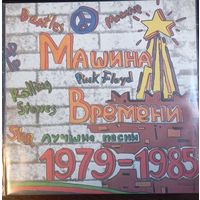 Beatles
Машина
Pink Floyd
Rolling
Stones
Времени
Лучшие песни
1979-1985